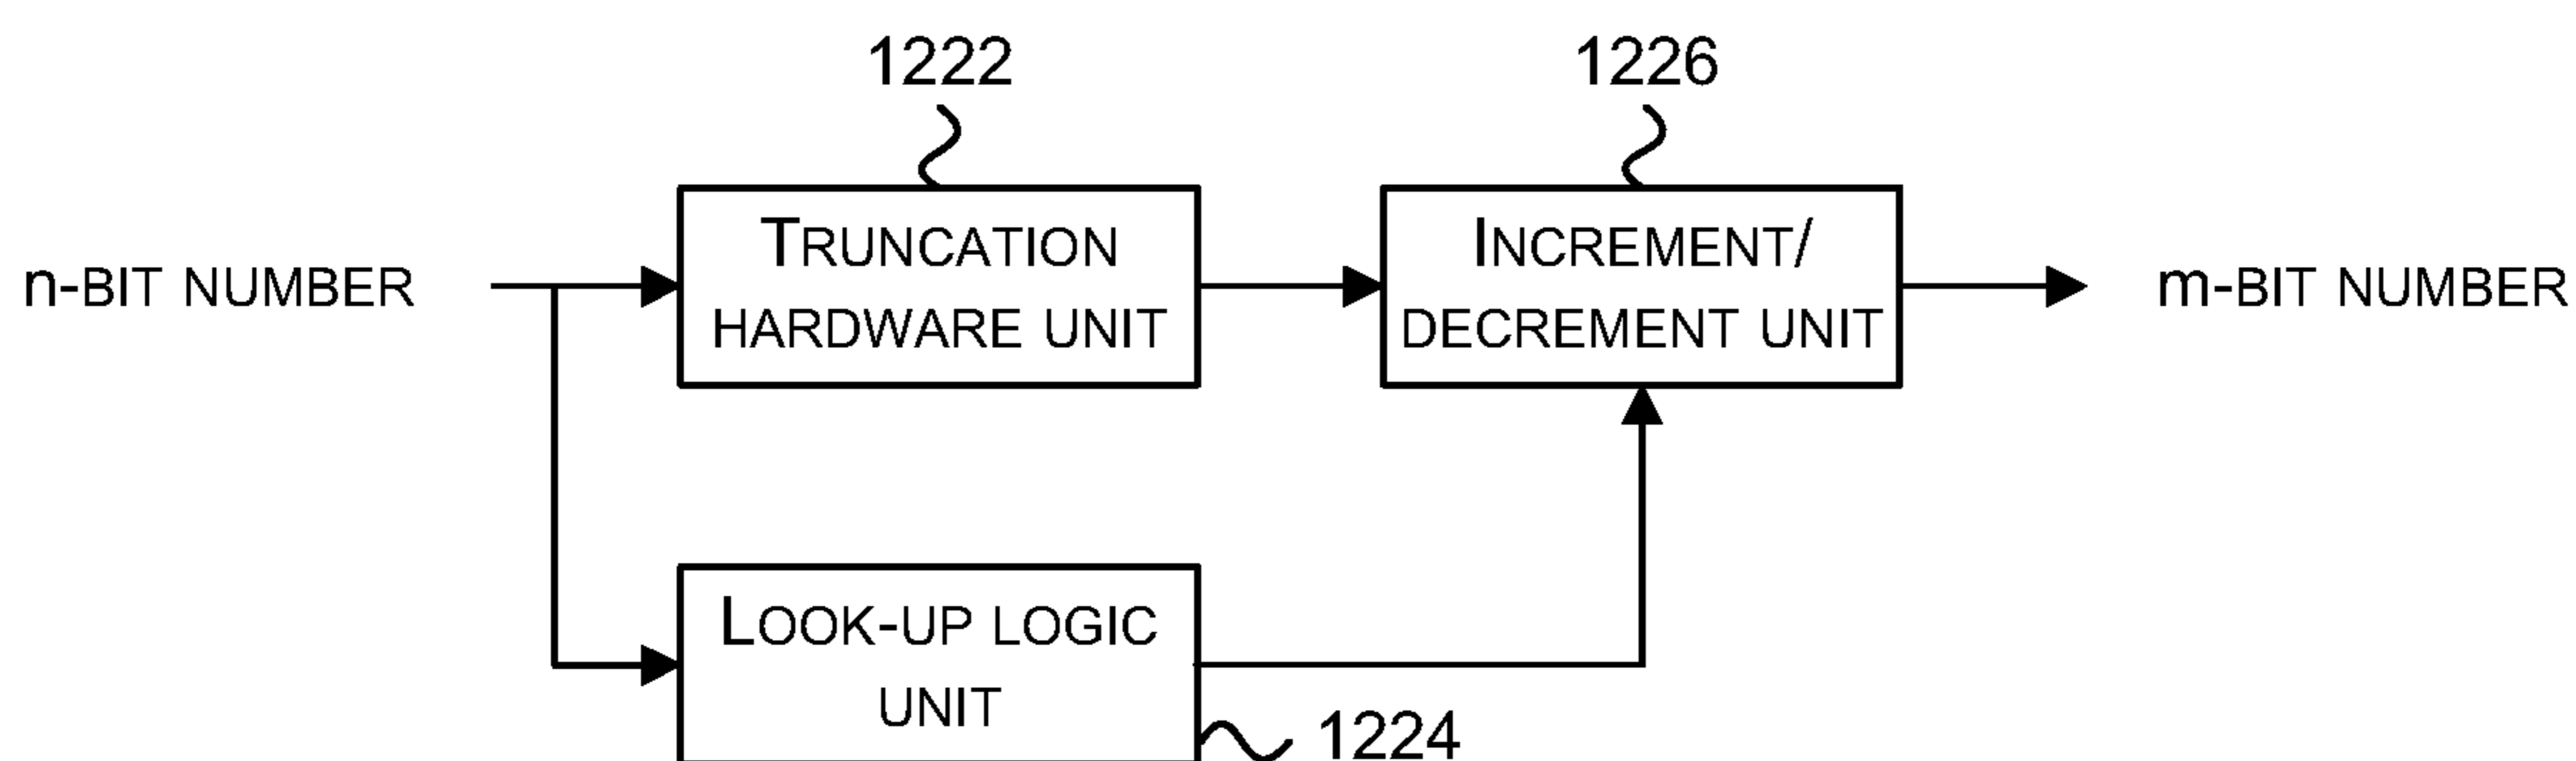 1222
1226
n-BIT NUMBER
TRUNCATION
HARDWARE UNIT
INCREMENT/
DECREMENT UNIT
m-BIT NUMBER
LOOK-UP LOGIC
UNIT
1224